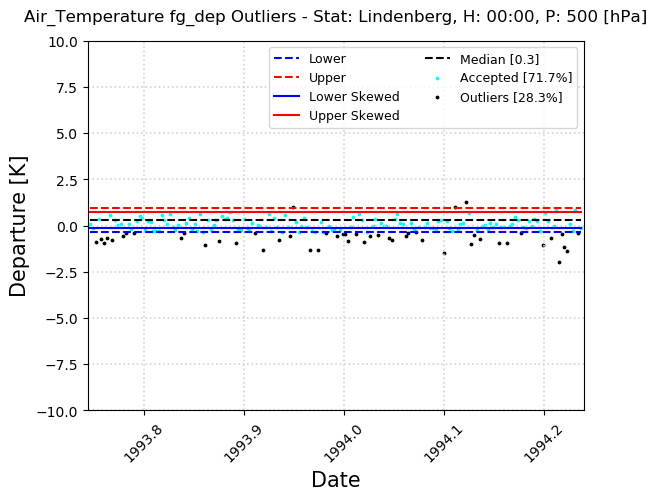 Air_Temperature fg_dep Outliers - Stat: Lindenberg, H: 00:00, P: 500 [hPa]
Lower
Upper
Lower Skewed
Upper Skewed
Median [0.3]
Accepted [71.7%]
Outliers [28.3%]
Departure [K]
10.0
7.5
5.0
2.5
0.0
−2.5
−5.0
−7.5
−10.0
1993.8
1993.9
1994.0
1994.1
1994.2
Date